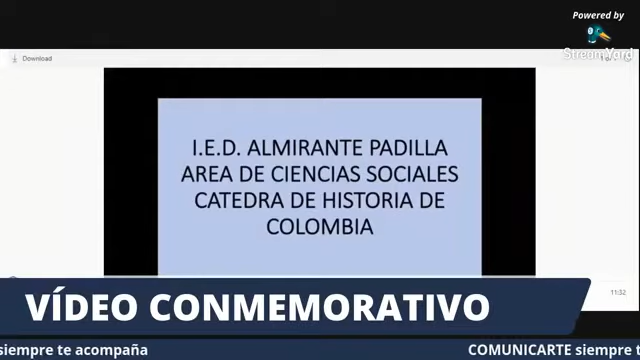 Powered by
StreamYard
Download
I.E.D. ALMIRANTE PADILLA
AREA DE CIENCIAS SOCIALES
CATEDRA DE HISTORIA DE
COLOMBIA
11:32
VÍDEO CONMEMORATIVO
siempre te acompaña
COMUNICARTE siempre t